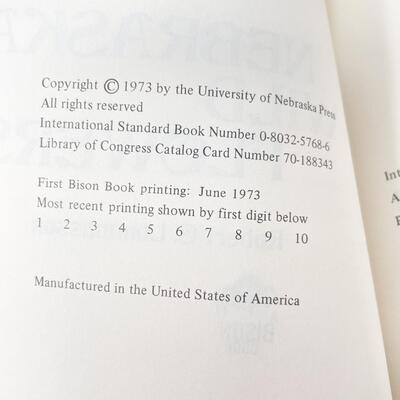 Copyright © 1973 by the University of Nebraska Press
All rights reserved
International Standard Book Number 0-8032-5768-6
Library of Congress Catalog Card Number 70-188343
First Bison Book printing: June 1973
Most recent printing shown by first digit below
1 2 3 4 5 6 7 8 9 10
Manufactured in the United States of America